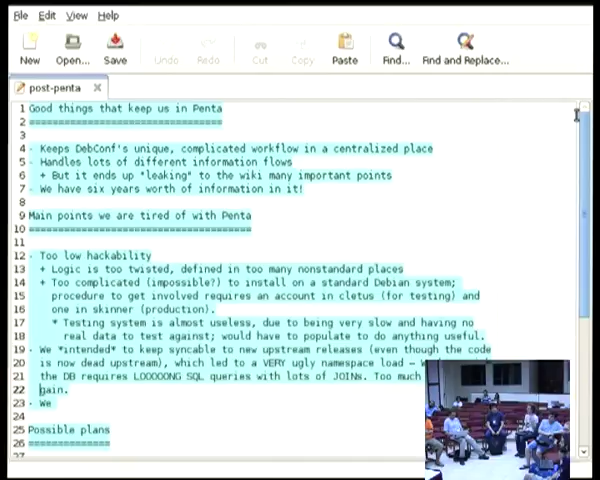 File Edit View Help
New Open... Save Undo Redo Cut Copy Paste Find... Find and Replace...
post-penta
1 Good things that keep us in Penta
2 ===============================
3
4 - Keeps DebConf's unique, complicated workflow in a centralized place
5 - Handles lots of different information flows
6 + But it ends up "leaking" to the wiki many important points
7 - We have six years worth of information in it!
8
9 Main points we are tired of with Penta
10 ====================================
11
12 - Too low hackability
13 + Logic is too twisted, defined in too many nonstandard places
14 + Too complicated (impossible?) to install on a standard Debian system;
15 procedure to get involved requires an account in cletus (for testing) and
16 one in skinner (production).
17 * Testing system is almost useless, due to being very slow and having no
18 real data to test against; would have to populate to do anything useful.
19 - We *intended* to keep syncable to new upstream releases (even though the code
20 is now dead upstream), which led to a VERY ugly namespace load –
21 the DB requires LOOOOONG SQL queries with lots of JOINs. Too much
22 gain.
23 - We
24
25 Possible plans
26 ==============
27